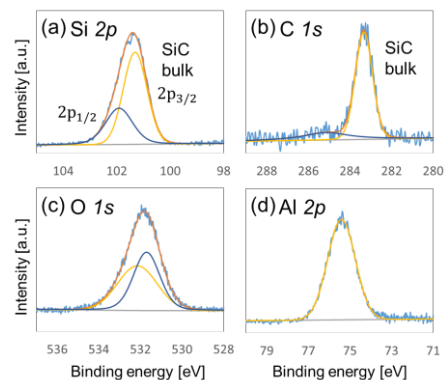 (a) Si 2p
SiC
bulk
2p3/2
2p1/2
Intensity [a.u.]
104 102 100 98
(b) C 1s
SiC
bulk
288 286 284 282 280
(c) O 1s
Intensity [a.u.]
536 534 532 530 528
Binding energy [eV]
(d) Al 2p
79 77 75 73 71
Binding energy [eV]